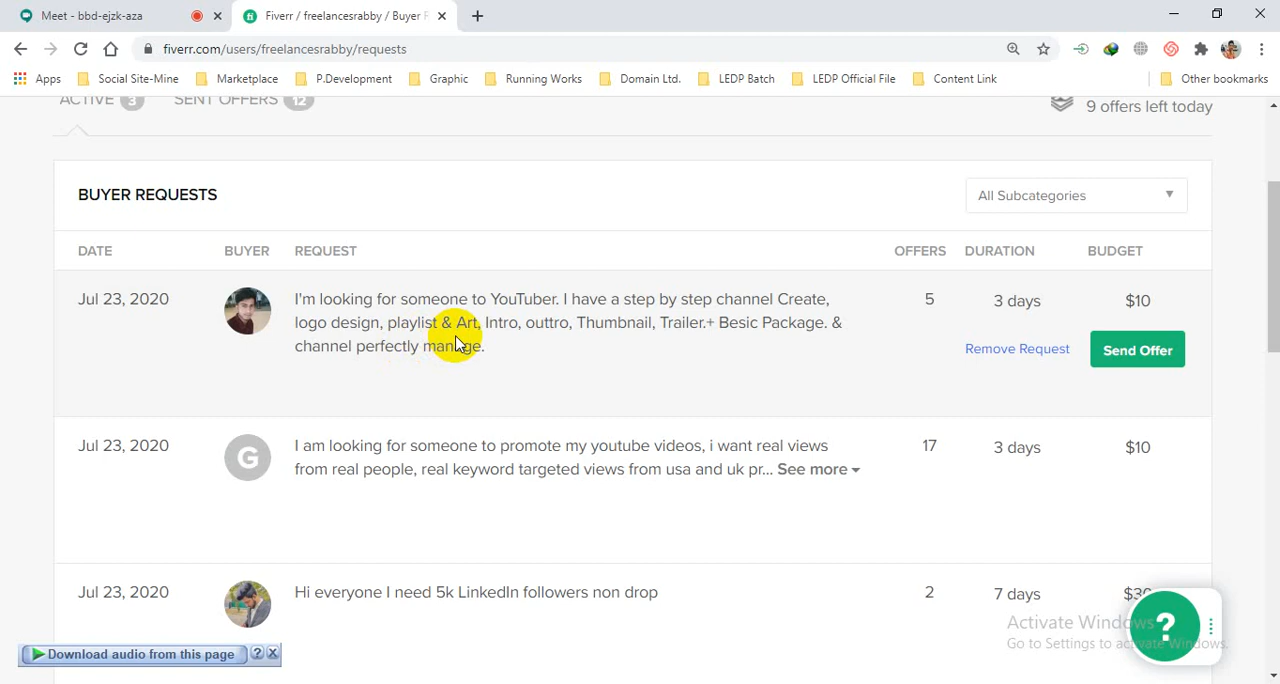 Meet - bbd-ejzk-aza
Fiverr / freelancesrabby / Buyer R
fiverr.com/users/freelancesrabby/requests
Apps Social Site-Mine Marketplace P.Development Graphic Running Works Domain Ltd. LEDP Batch LEDP Official File Content Link Other bookmarks
ACTIVE 3 SENT OFFERS 12
9 offers left today
BUYER REQUESTS
All Subcategories
DATE BUYER REQUEST OFFERS DURATION BUDGET
Jul 23, 2020
I'm looking for someone to YouTuber. I have a step by step channel Create,
logo design, playlist & Art, Intro, outtro, Thumbnail, Trailer.+ Besic Package. &
channel perfectly manage.
5 3 days $10
Remove Request Send Offer
Jul 23, 2020
G
I am looking for someone to promote my youtube videos, i want real views
from real people, real keyword targeted views from usa and uk pr... See more
17 3 days $10
Jul 23, 2020
Hi everyone I need 5k LinkedIn followers non drop
2 7 days $30
?
Activate Windows
Go to Settings to activate Windows.
Download audio from this page ? X